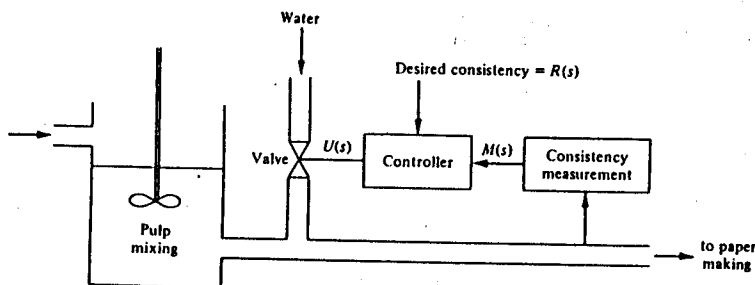 Water
Desired consistency = R(s)
Valve
U(s)
Controller
M(s)
Consistency
measurement
Pulp
mixing
to paper
making